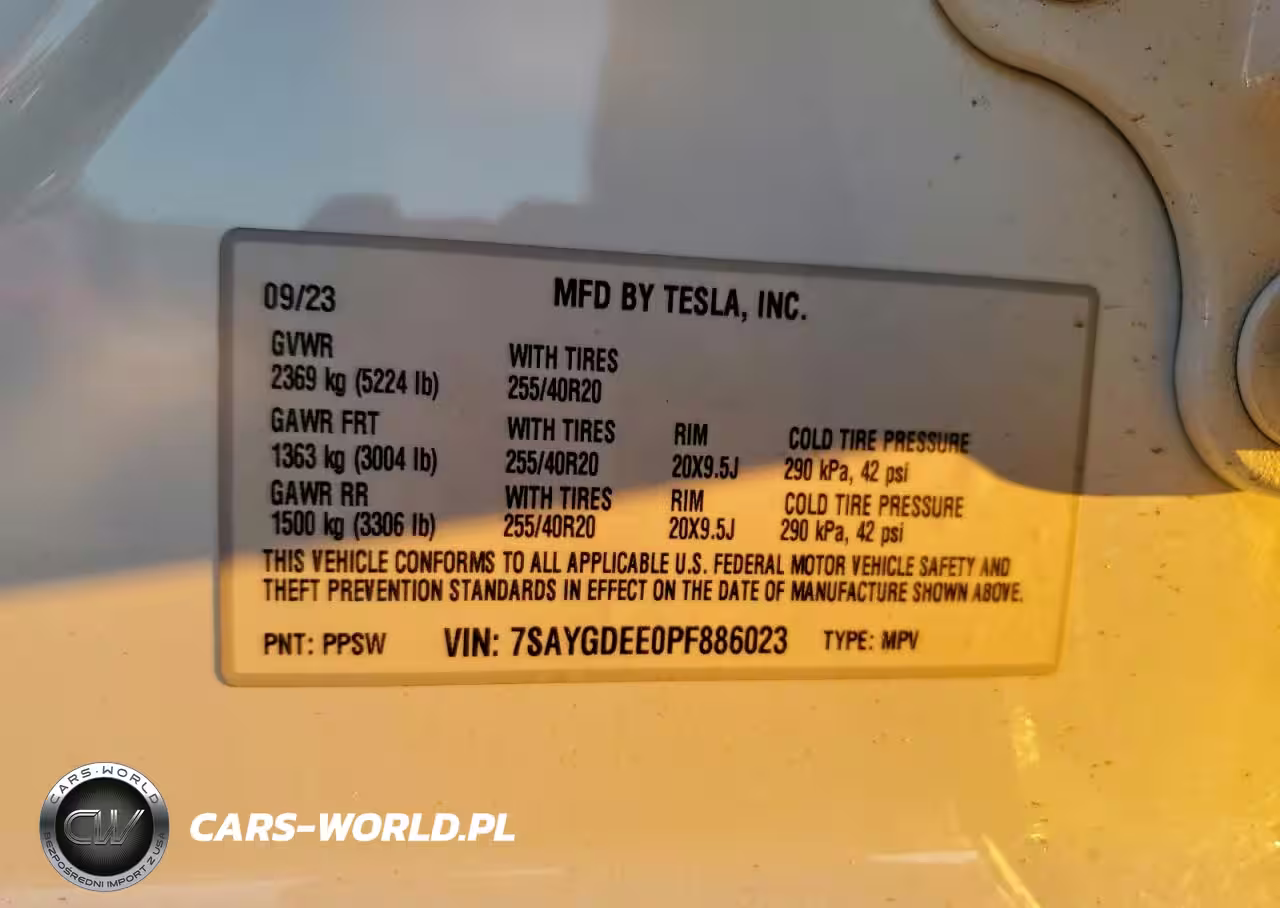 09/23 MFD BY TESLA, INC.
GVWR WITH TIRES
2369 kg (5224 lb) 255/40R20
GAWR FRT WITH TIRES RIM COLD TIRE PRESSURE
1363 kg (3004 lb) 255/40R20 20X9.5J 290 kPa, 42 psi
GAWR RR WITH TIRES RIM COLD TIRE PRESSURE
1500 kg (3306 lb) 255/40R20 20X9.5J 290 kPa, 42 psi
THIS VEHICLE CONFORMS TO ALL APPLICABLE U.S. FEDERAL MOTOR VEHICLE SAFETY AND
THEFT PREVENTION STANDARDS IN EFFECT ON THE DATE OF MANUFACTURE SHOWN ABOVE.
PNT: PPSW VIN: 7SAYGDEE0PF886023 TYPE: MPV
CARS-WORLD
CW
BEZPOŚREDNI IMPORT Z USA
CARS-WORLD.PL